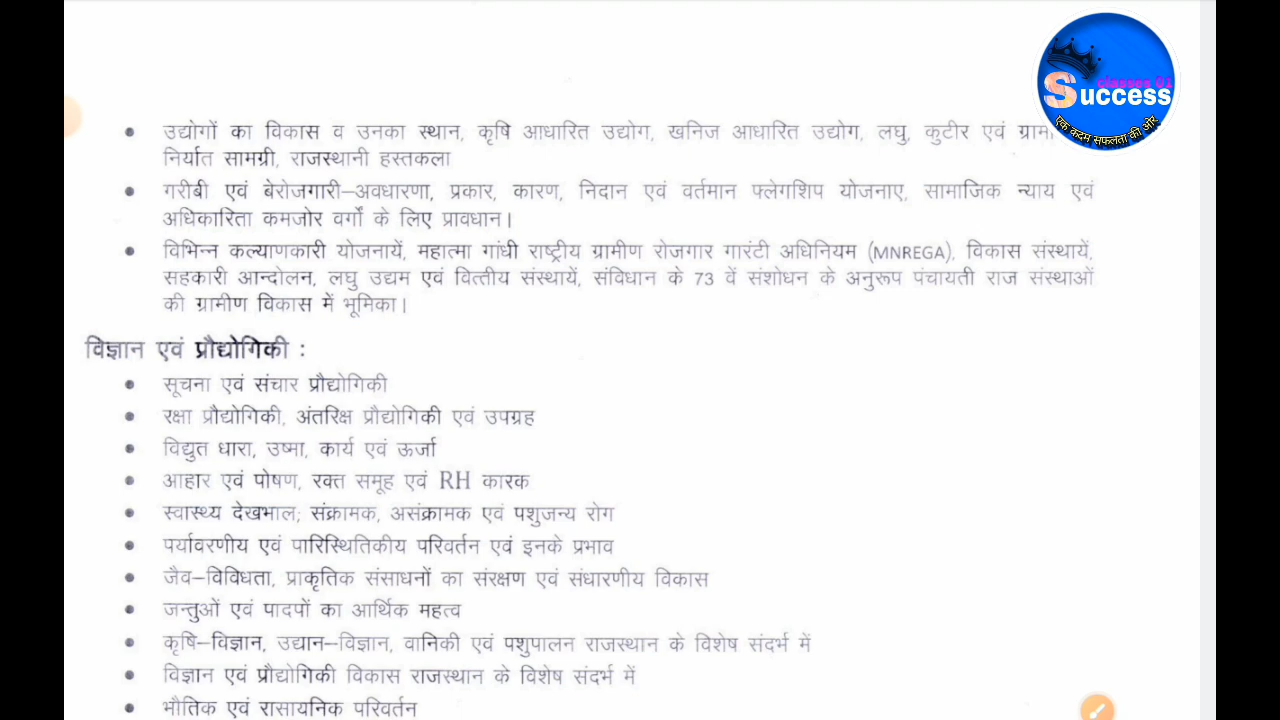 classes 01
Success
एक कदम सफलता की ओर
उद्योगों का विकास व उनका स्थान, कृषि आधारित उद्योग, खनिज आधारित उद्योग, लघु, कुटीर एवं
निर्यात सामग्री, राजस्थानी हस्तकला
गरीबी एवं बेरोजगारी–अवधारणा, प्रकार, कारण, निदान एवं वर्तमान फ्लेगशिप योजनाए, सामाजिक न्याय एवं
अधिकारिता कमजोर वर्गों के लिए प्रावधान।
विभिन्न कल्याणकारी योजनायें, महात्मा गांधी राष्ट्रीय ग्रामीण रोजगार गारंटी अधिनियम (MNREGA), विकास संस्थायें,
सहकारी आन्दोलन, लघु उद्यम एवं वित्तीय संस्थायें, संविधान के 73 वें संशोधन के अनुरूप पंचायती राज संस्थाओं
की ग्रामीण विकास में भूमिका।
विज्ञान एवं प्रौद्योगिकी :
सूचना एवं संचार प्रौद्योगिकी
रक्षा प्रौद्योगिकी, अंतरिक्ष प्रौद्योगिकी एवं उपग्रह
विद्युत धारा, उष्मा, कार्य एवं ऊर्जा
आहार एवं पोषण, रक्त समूह एवं RH कारक
स्वास्थ्य देखभाल; संक्रामक, असंक्रामक एवं पशुजन्य रोग
पर्यावरणीय एवं पारिस्थितिकीय परिवर्तन एवं इनके प्रभाव
जैव–विविधता, प्राकृतिक संसाधनों का संरक्षण एवं संधारणीय विकास
जन्तुओं एवं पादपों का आर्थिक महत्व
कृषि–विज्ञान, उद्यान–विज्ञान, वानिकी एवं पशुपालन राजस्थान के विशेष संदर्भ में
विज्ञान एवं प्रौद्योगिकी विकास राजस्थान के विशेष संदर्भ में
भौतिक एवं रासायनिक परिवर्तन